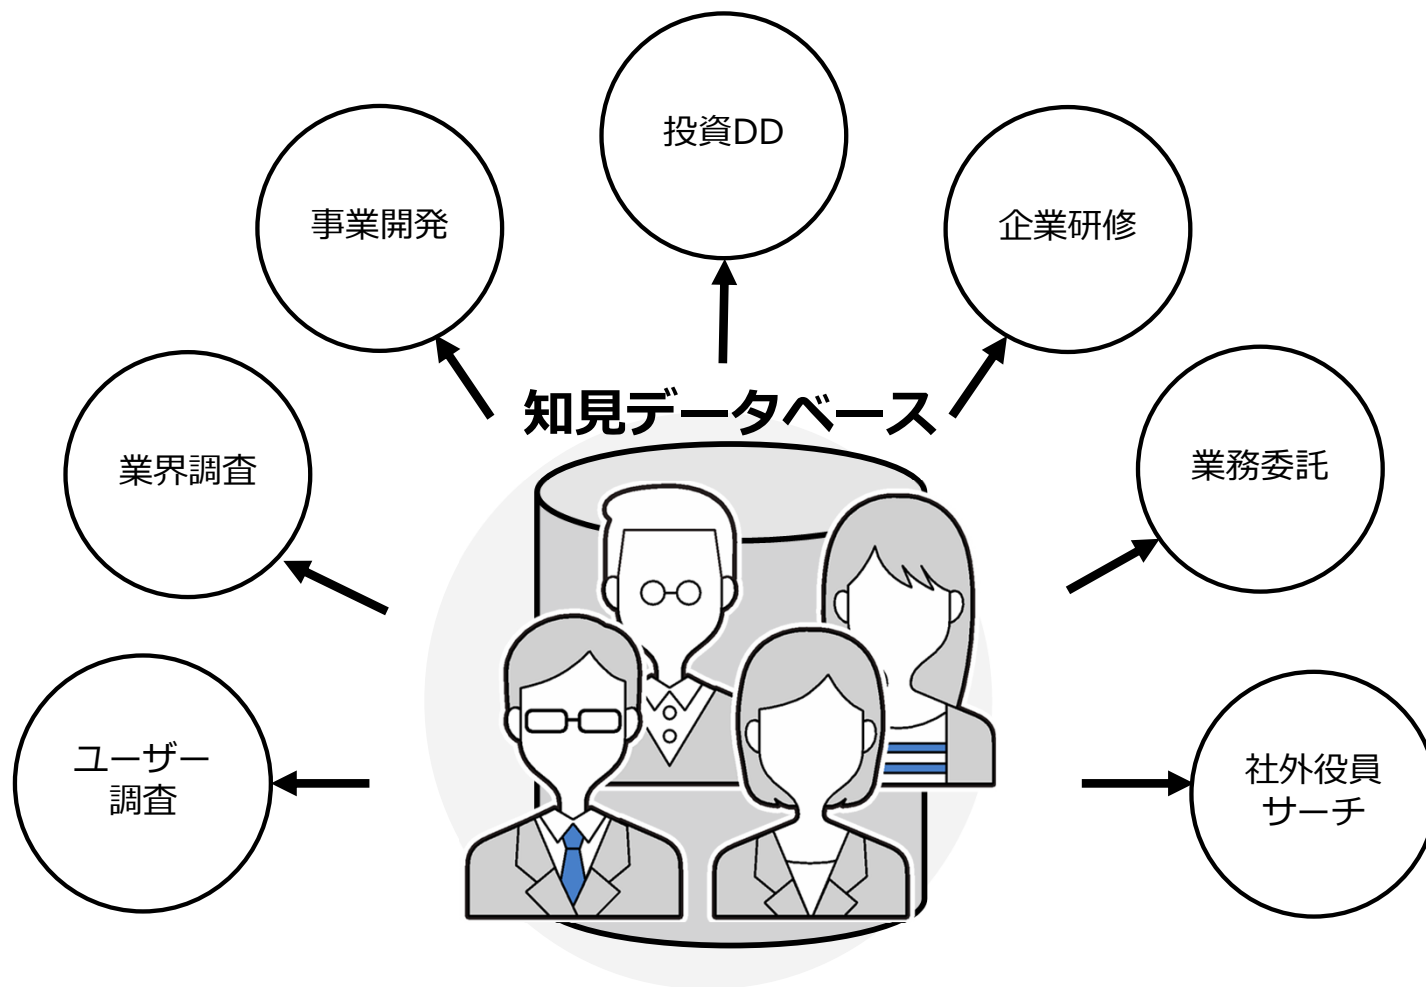 投資DD
事業開発
企業研修
知見データベース
業界調査
業務委託
ユーザー
調査
社外役員
サーチ